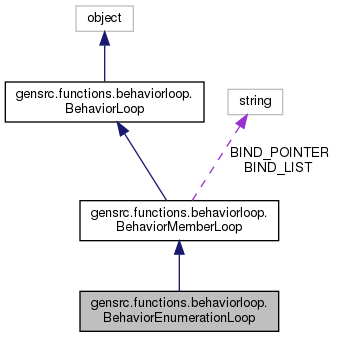 object
gensrc.functions.behaviorloop.
BehaviorLoop
string
BIND_POINTER
BIND_LIST
gensrc.functions.behaviorloop.
BehaviorMemberLoop
gensrc.functions.behaviorloop.
BehaviorEnumerationLoop